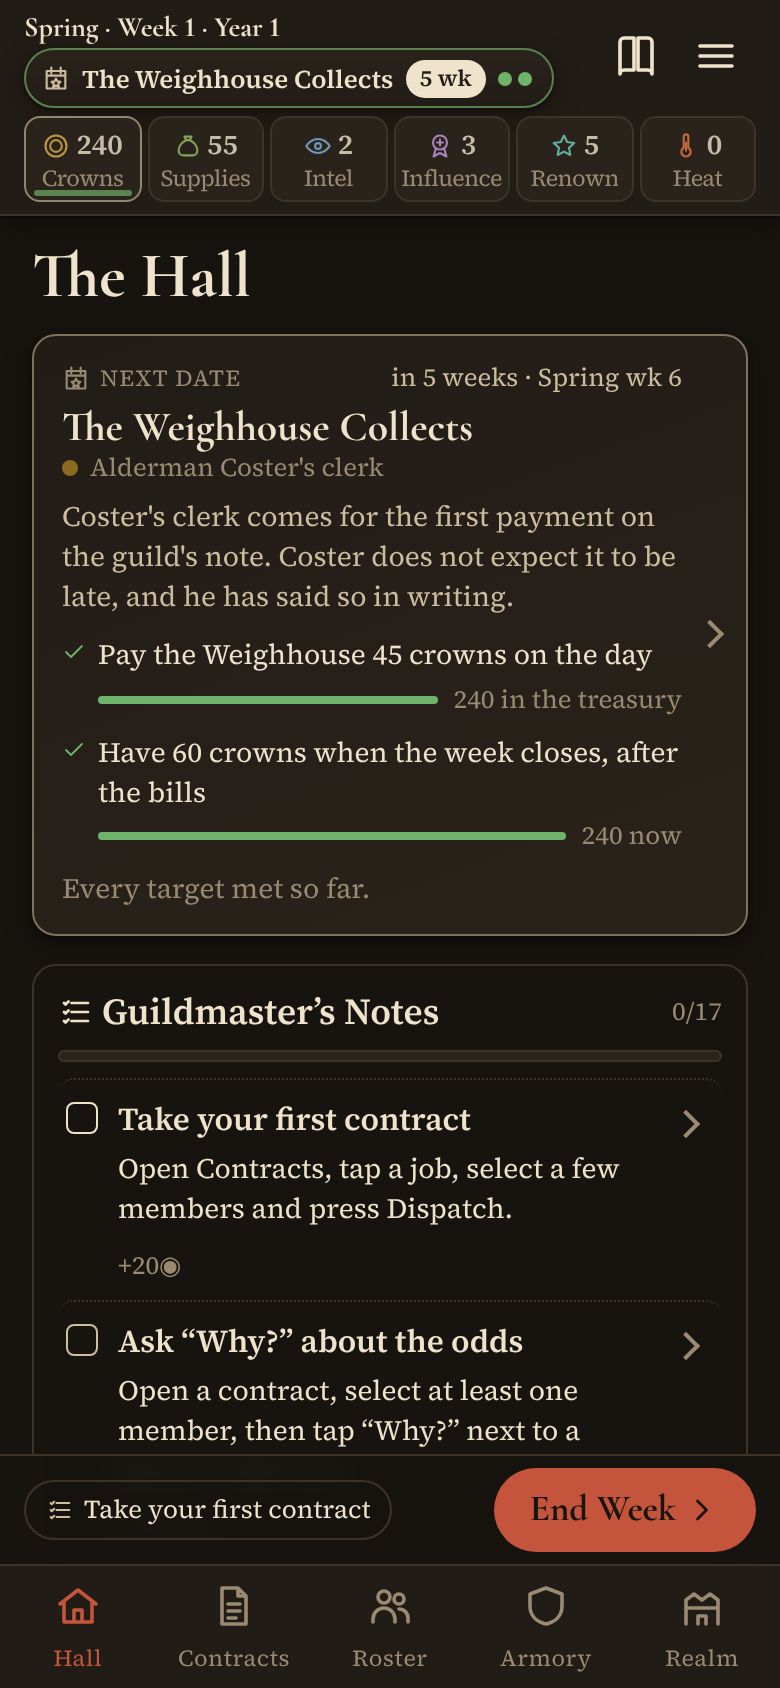 Spring · Week 1 · Year 1
The Weighhouse Collects 5 wk
240 55 2 3 5 0
Crowns Supplies Intel Influence Renown Heat
The Hall
NEXT DATE in 5 weeks · Spring wk 6
The Weighhouse Collects
Alderman Coster's clerk
Coster's clerk comes for the first payment on
the guild's note. Coster does not expect it to be
late, and he has said so in writing.
Pay the Weighhouse 45 crowns on the day
240 in the treasury
Have 60 crowns when the week closes, after
the bills
240 now
Every target met so far.
Guildmaster’s Notes 0/17
Take your first contract
Open Contracts, tap a job, select a few
members and press Dispatch.
+20◉
Ask “Why?” about the odds
Open a contract, select at least one
member, then tap “Why?” next to a
Take your first contract End Week
Hall Contracts Roster Armory Realm